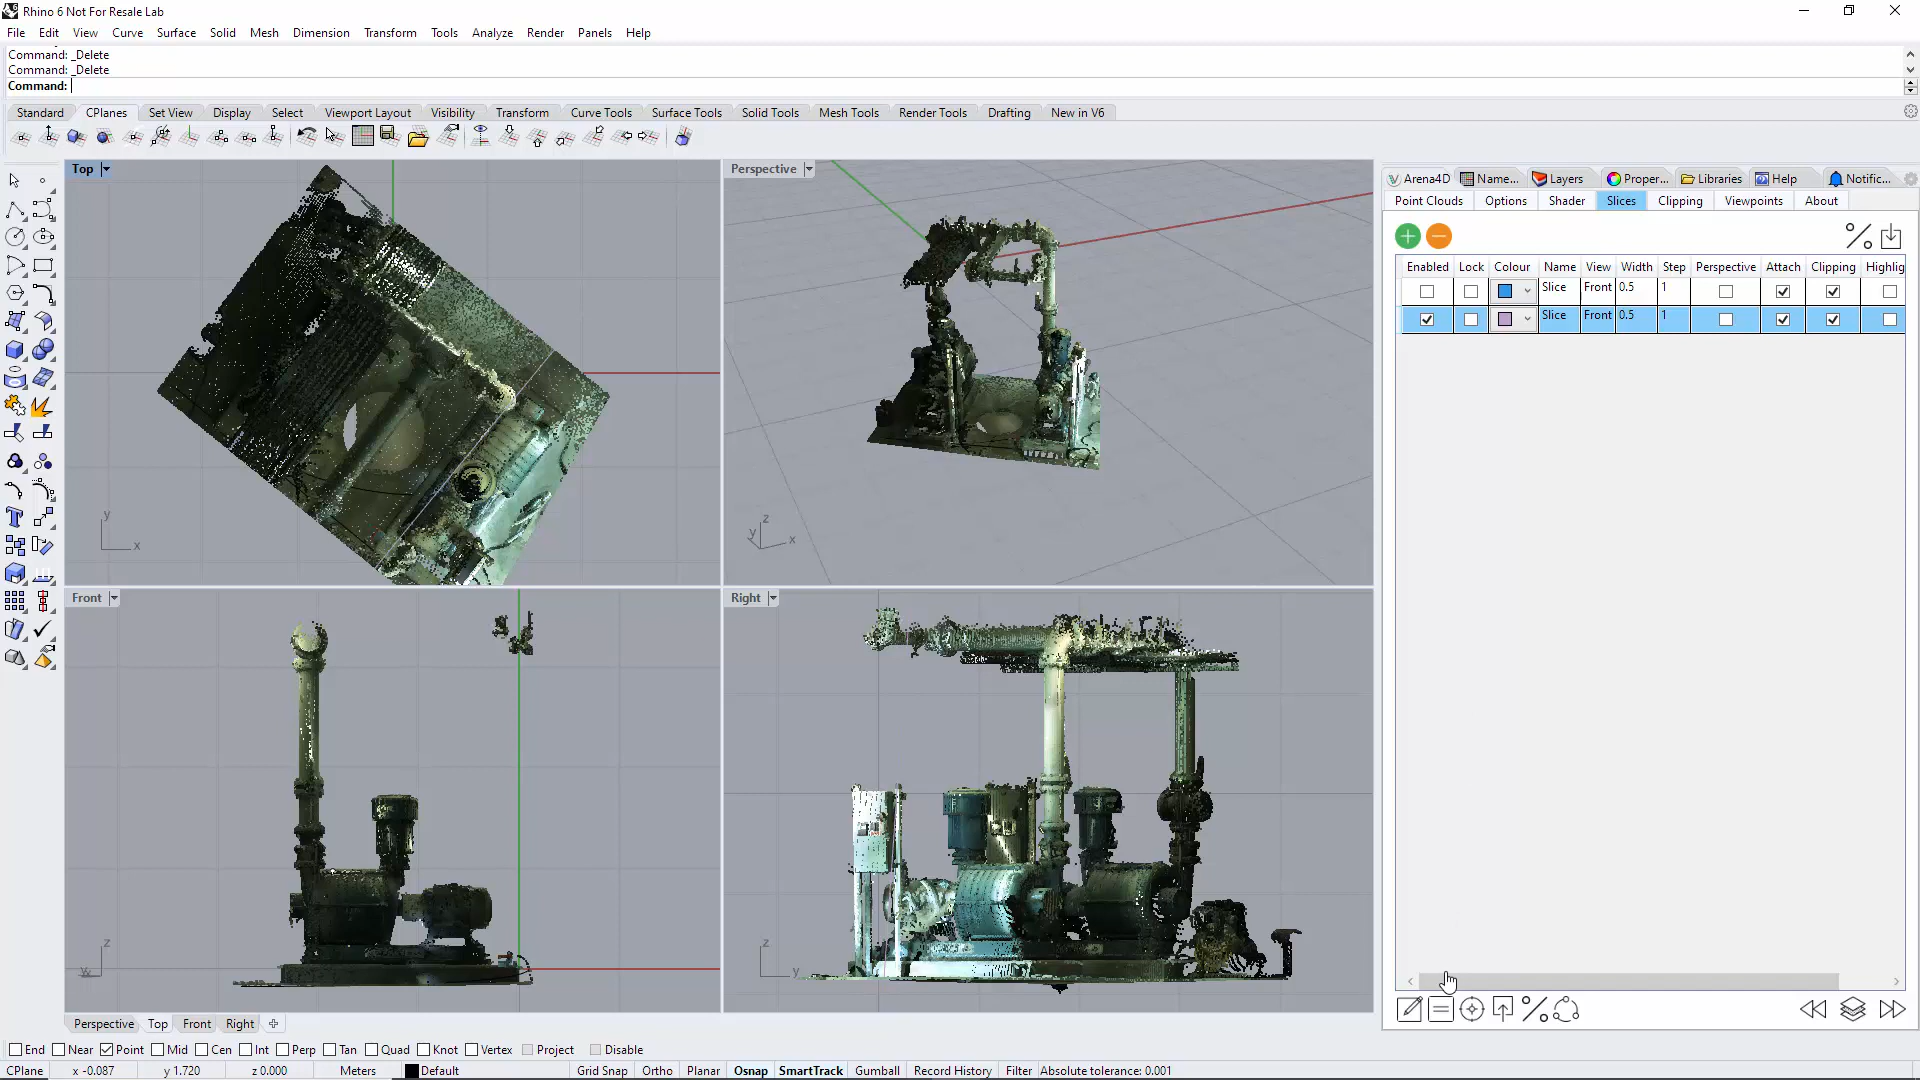 Rhino 6 Not For Resale Lab
File Edit View Curve Surface Solid Mesh Dimension Transform Tools Analyze Render Panels Help
Command: _Delete
Command: _Delete
Command:
Standard CPlanes Set View Display Select Viewport Layout Visibility Transform Curve Tools Surface Tools Solid Tools Mesh Tools Render Tools Drafting New in V6
Top
Perspective
Arena4D Name... Layers Proper... Libraries Help Notific...
Point Clouds Options Shader Slices Clipping Viewpoints About
Enabled Lock Colour Name View Width Step Perspective Attach Clipping Highlig
Slice Front 0.5 1
Slice Front 0.5 1
y
x
z
y
x
Front
Right
z
x
z
y
Perspective Top Front Right
End Near Point Mid Cen Int Perp Tan Quad Knot Vertex Project Disable
CPlane x -0.087 y 1.720 z 0.000 Meters Default Grid Snap Ortho Planar Osnap SmartTrack Gumball Record History Filter Absolute tolerance: 0.001